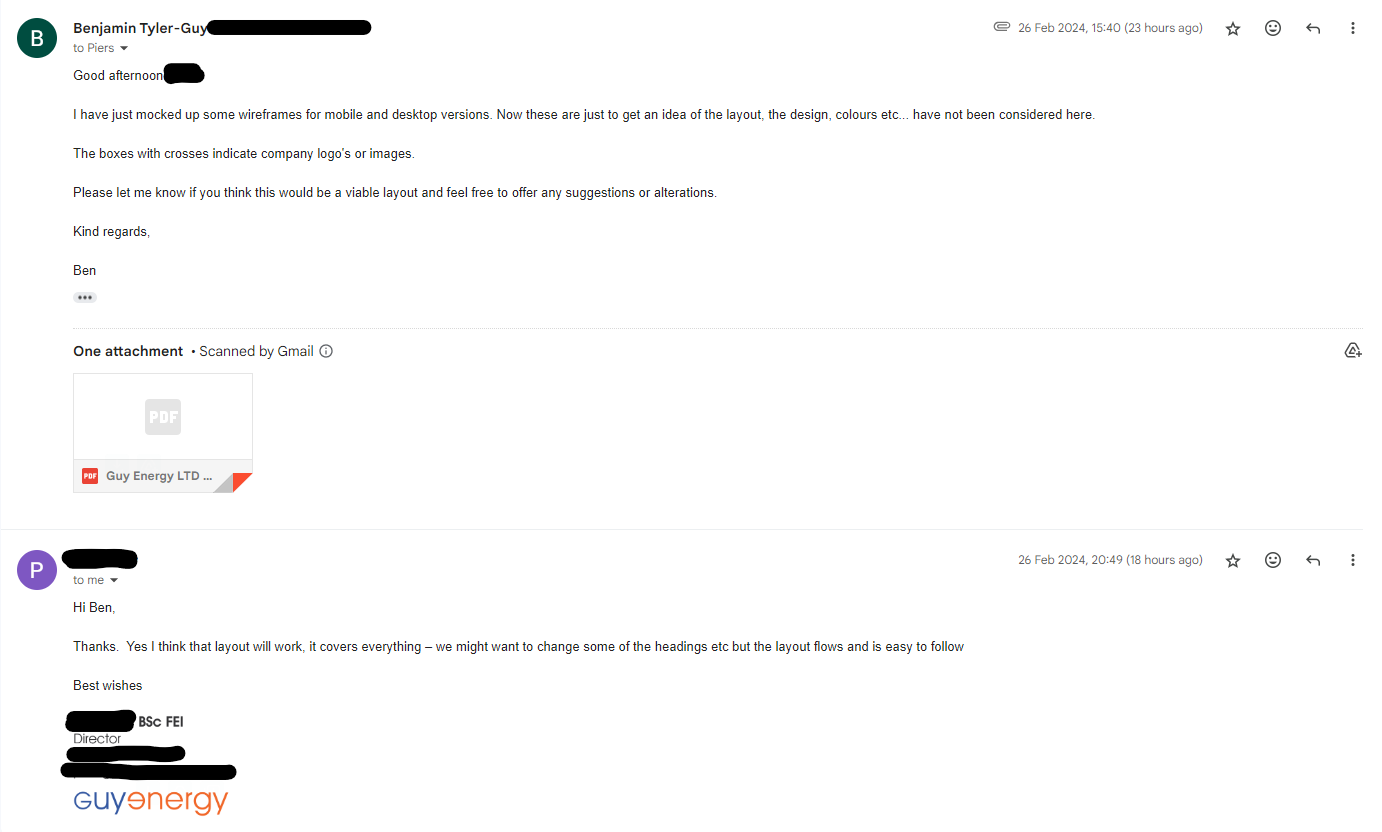 B
Benjamin Tyler-Guy
26 Feb 2024, 15:40 (23 hours ago)
to Piers
Good afternoon
I have just mocked up some wireframes for mobile and desktop versions. Now these are just to get an idea of the layout, the design, colours etc... have not been considered here.
The boxes with crosses indicate company logo's or images.
Please let me know if you think this would be a viable layout and feel free to offer any suggestions or alterations.
Kind regards,
Ben
One attachment • Scanned by Gmail
PDF
PDF Guy Energy LTD ...
P
26 Feb 2024, 20:49 (18 hours ago)
to me
Hi Ben,
Thanks.  Yes I think that layout will work, it covers everything – we might want to change some of the headings etc but the layout flows and is easy to follow
Best wishes
BSc FEI
Director
Guyenergy